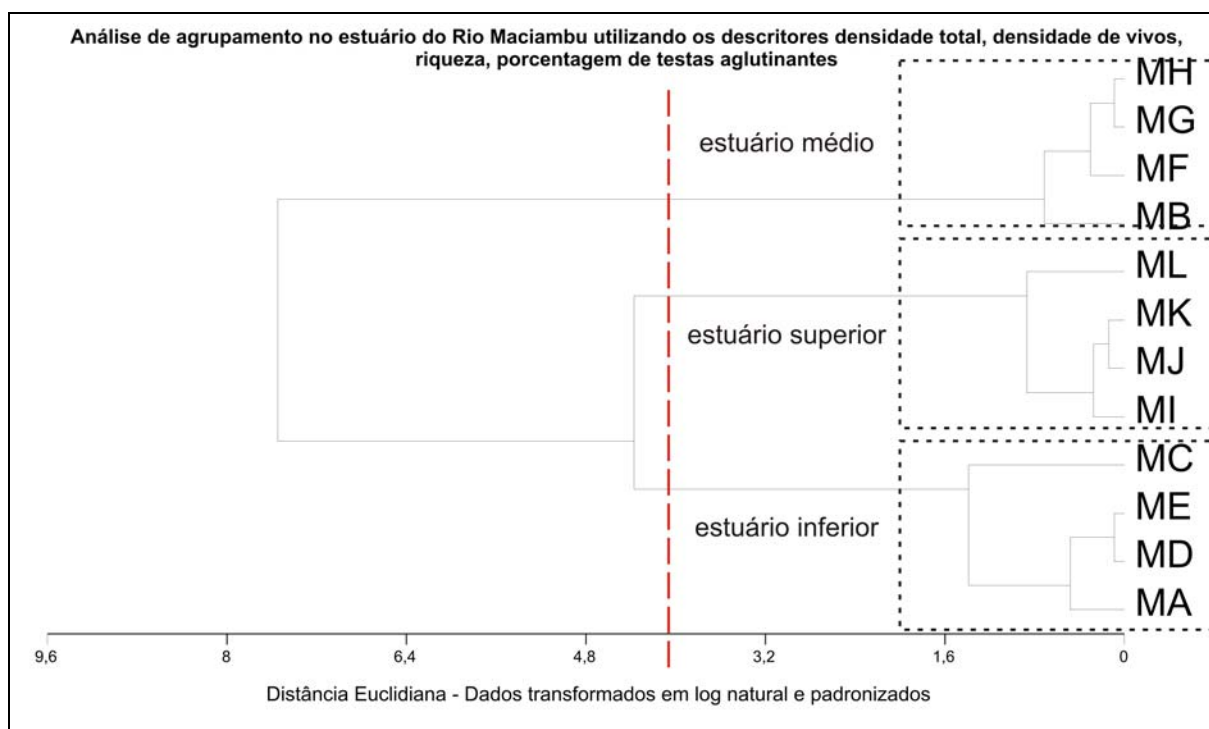 Análise de agrupamento no estuário do Rio Maciambu utilizando os descritores densidade total, densidade de vivos,
riqueza, porcentagem de testas aglutinantes
MH
estuário médio
MG
MF
MB
ML
estuário superior
MK
MJ
MI
MC
estuário inferior
ME
MD
MA
9,6 8 6,4 4,8 3,2 1,6 0
Distância Euclidiana - Dados transformados em log natural e padronizados